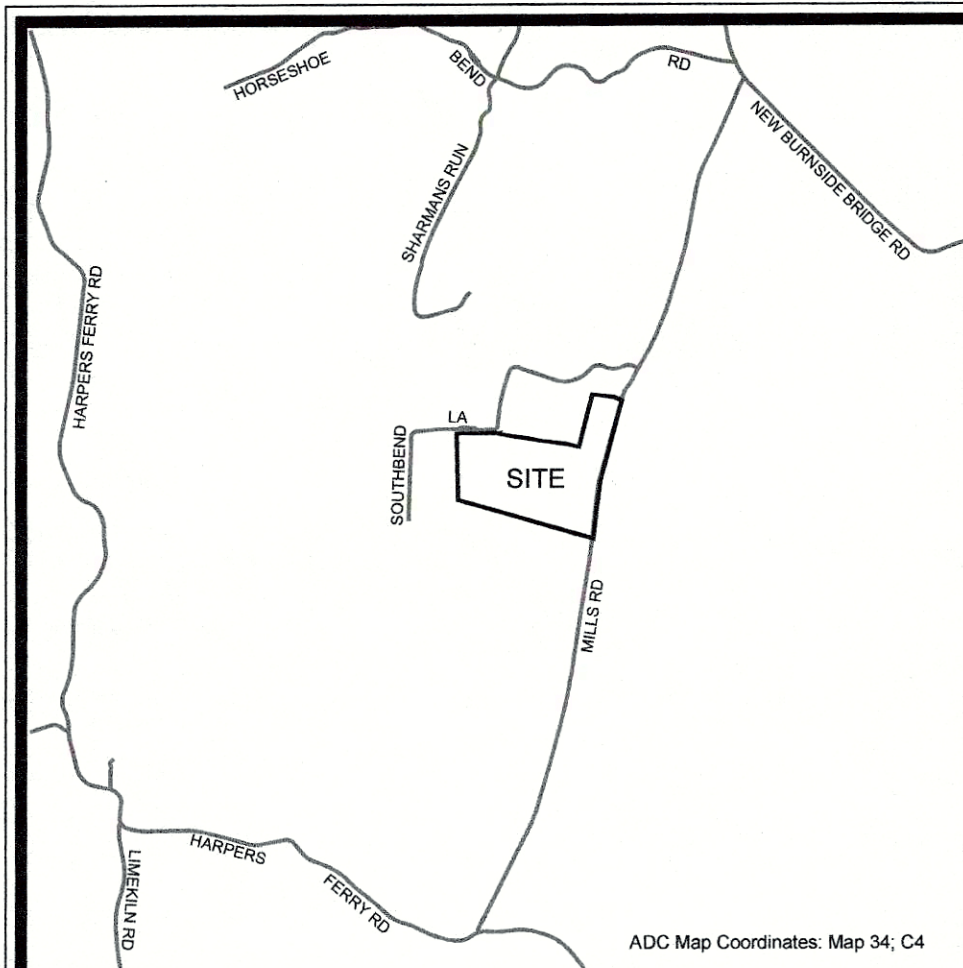 HORSESHOE
BEND
RD
NEW BURNSIDE BRIDGE RD
SHARMANS RUN
HARPERS FERRY RD
LA
SOUTHBEND
SITE
MILLS RD
HARPERS
FERRY RD
LIMEKILN RD
ADC Map Coordinates: Map 34; C4